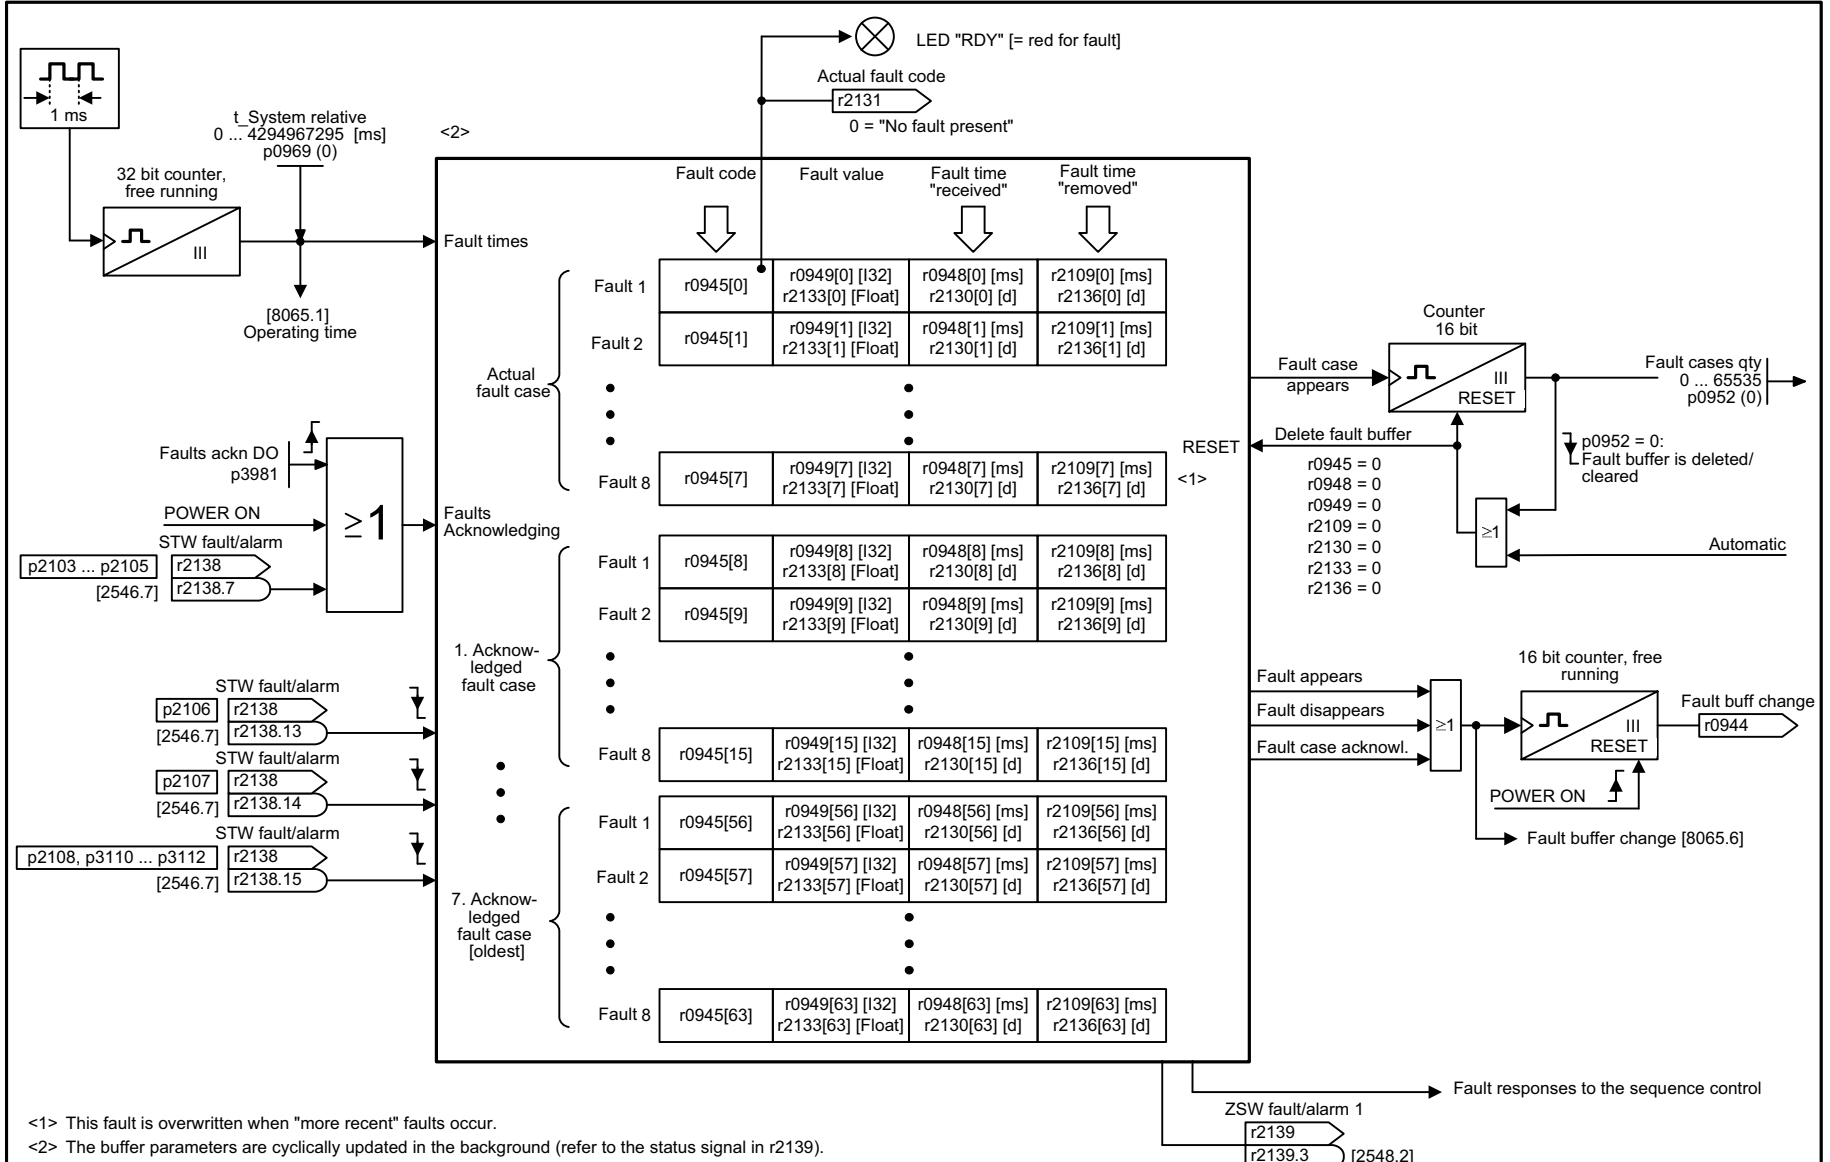 LED "RDY" [= red for fault]
Actual fault code
r2131
0 = "No fault present"
1 ms
t_System relative
0 ... 4294967295 [ms]
p0969 (0)
<2>
32 bit counter,
free running
III
[8065.1]
Operating time
Fault times
Fault code
Fault value
Fault time
"received"
Fault time
"removed"
Actual
fault case
Fault 1
r0945[0]
r0949[0] [I32]
r2133[0] [Float]
r0948[0] [ms]
r2130[0] [d]
r2109[0] [ms]
r2136[0] [d]
Fault 2
r0945[1]
r0949[1] [I32]
r2133[1] [Float]
r0948[1] [ms]
r2130[1] [d]
r2109[1] [ms]
r2136[1] [d]
Fault 8
r0945[7]
r0949[7] [I32]
r2133[7] [Float]
r0948[7] [ms]
r2130[7] [d]
r2109[7] [ms]
r2136[7] [d]
RESET
<1>
Faults ackn DO
p3981
POWER ON
STW fault/alarm
p2103 ... p2105
r2138
[2546.7]
r2138.7
≥1
Faults
Acknowledging
1. Acknow-
ledged
fault case
Fault 1
r0945[8]
r0949[8] [I32]
r2133[8] [Float]
r0948[8] [ms]
r2130[8] [d]
r2109[8] [ms]
r2136[8] [d]
Fault 2
r0945[9]
r0949[9] [I32]
r2133[9] [Float]
r0948[9] [ms]
r2130[9] [d]
r2109[9] [ms]
r2136[9] [d]
Fault 8
r0945[15]
r0949[15] [I32]
r2133[15] [Float]
r0948[15] [ms]
r2130[15] [d]
r2109[15] [ms]
r2136[15] [d]
STW fault/alarm
p2106
r2138
[2546.7]
r2138.13
STW fault/alarm
p2107
r2138
[2546.7]
r2138.14
STW fault/alarm
p2108, p3110 ... p3112
r2138
[2546.7]
r2138.15
7. Acknow-
ledged
fault case
[oldest]
Fault 1
r0945[56]
r0949[56] [I32]
r2133[56] [Float]
r0948[56] [ms]
r2130[56] [d]
r2109[56] [ms]
r2136[56] [d]
Fault 2
r0945[57]
r0949[57] [I32]
r2133[57] [Float]
r0948[57] [ms]
r2130[57] [d]
r2109[57] [ms]
r2136[57] [d]
Fault 8
r0945[63]
r0949[63] [I32]
r2133[63] [Float]
r0948[63] [ms]
r2130[63] [d]
r2109[63] [ms]
r2136[63] [d]
Counter
16 bit
Fault case
appears
III
RESET
Fault cases qty
0 ... 65535
p0952 (0)
Delete fault buffer
r0945 = 0
r0948 = 0
r0949 = 0
r2109 = 0
r2130 = 0
r2133 = 0
r2136 = 0
p0952 = 0:
Fault buffer is deleted/
cleared
≥1
Automatic
Fault appears
Fault disappears
Fault case acknowl.
≥1
16 bit counter, free
running
III
RESET
Fault buff change
r0944
POWER ON
Fault buffer change [8065.6]
Fault responses to the sequence control
ZSW fault/alarm 1
r2139
r2139.3
[2548.2]
<1> This fault is overwritten when "more recent" faults occur.
<2> The buffer parameters are cyclically updated in the background (refer to the status signal in r2139).